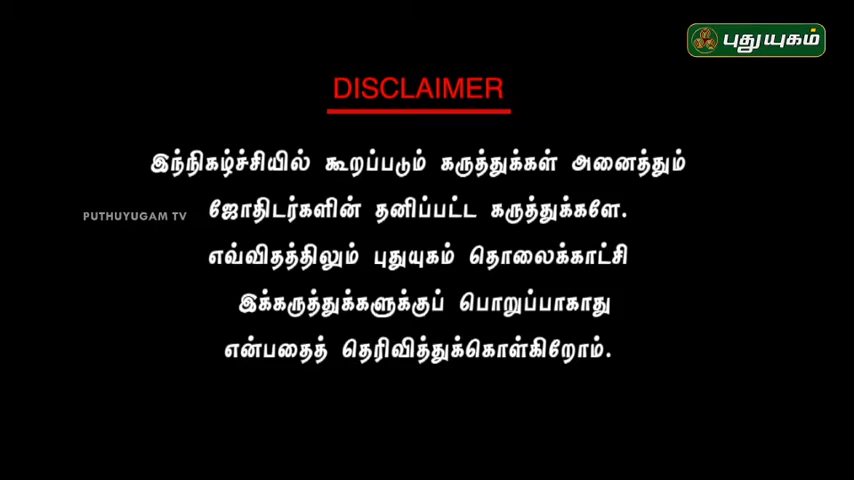 புதுயுகம்
DISCLAIMER
இந்நிகழ்ச்சியில் கூறப்படும் கருத்துக்கள் அனைத்தும்
PUTHUYUGAM TV
ஜோதிடர்களின் தனிப்பட்ட கருத்துக்களே.
எவ்விதத்திலும் புதுயுகம் தொலைக்காட்சி
இக்கருத்துக்களுக்குப் பொறுப்பாகாது
என்பதைத் தெரிவித்துக்கொள்கிறோம்.